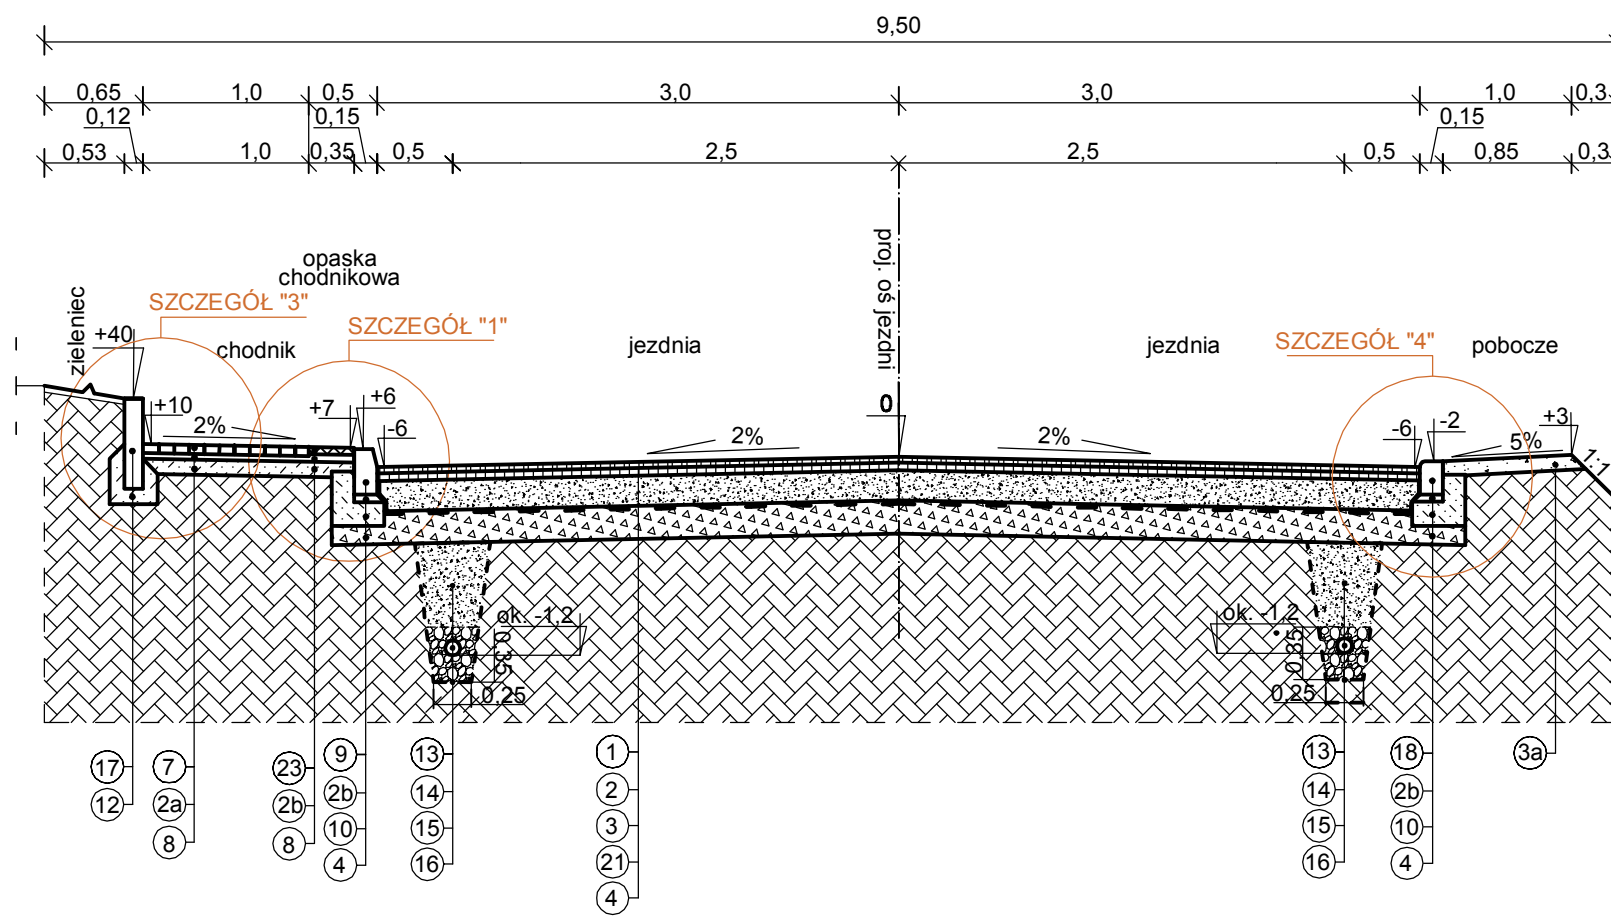 9,50
0,65 1,0 0,5 3,0 3,0 1,0 0,3
0,12 0,15 0,15
0,53 1,0 0,35 0,5 2,5 2,5 0,5 0,85 0,3
opaska
chodnikowa
zieleniec
SZCZEGÓŁ "3"
SZCZEGÓŁ "1"
SZCZEGÓŁ "4"
chodnik
jezdnia
proj. oś jezdni
jezdnia
pobocze
+40
+10
2%
+7
+6
-6
2%
0
2%
-6
-2
5%
+3
1:1
ok. -1,2
0,35
0,25
ok. -1,2
0,35
0,25
17
12
7
2a
8
23
2b
8
9
2b
10
4
13
14
15
16
1
2
3
21
4
13
14
15
16
18
2b
10
4
3a